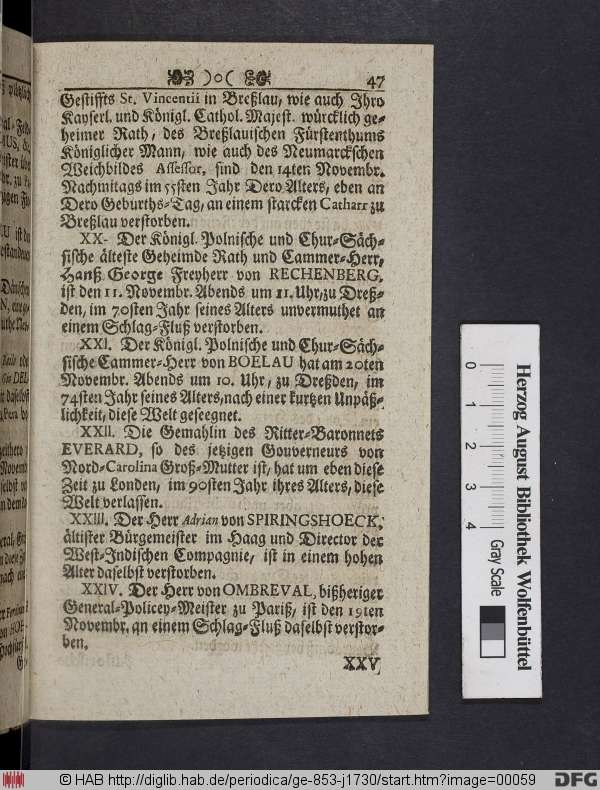 )o(
47
Gestiffts St. Vincentii in Breßlau, wie auch Ihro
Kayserl. und Königl. Cathol. Majest. würcklich ge-
heimer Rath, des Breßlauischen Fürstenthums
Königlicher Mann, wie auch des Neumarckschen
Weichbildes Assessor, sind den 14ten Novembr.
Nachmitags im 55sten Jahr Dero Alters, eben an
Dero Geburths-Tag, an einem starcken Catharr zu
Breßlau verstorben.
XX- Der Königl. Polnische und Chur-Säch-
sische älteste Geheimde Rath und Cammer-Herr,
Hanß George Freyherr von RECHENBERG,
ist den 11. Novembr. Abends um 11. Uhr, zu Dreß-
den, im 70sten Jahr seines Alters unvermuthet an
einem Schlag-Fluß verstorben.
XXI. Der Königl. Polnische und Chur-Säch-
sische Cammer-Herr von BOELAU hat am 20ten
Novembr. Abends um 10. Uhr, zu Dreßden, im
74sten Jahr seines Alters, nach einer kurtzen Unpäß-
lichkeit, diese Welt geseegnet.
XXII. Die Gemahlin des Ritter-Baronnets
EVERARD, so des jetzigen Gouverneurs von
Nord-Carolina Groß-Mutter ist, hat um eben diese
Zeit zu Londen, im 90sten Jahr ihres Alters, diese
Welt verlassen.
XXIII. Der Herr Adrian von SPIRINGSHOECK,
ältister Bürgemeister im Haag und Director der
West-Indischen Compagnie, ist in einem hohen
Alter daselbst verstorben.
XXIV. Der Herr von OMBREVAL, bißheriger
General-Policey-Meister zu Pariß, ist den 19ten
Novembr. an einem Schlag-Fluß daselbst verstor-
ben.
XXV
0 1 2 3 4
Herzog August Bibliothek Wolfenbüttel
Gray Scale
© HAB http://diglib.hab.de/periodica/ge-853-j1730/start.htm?image=00059
DFG